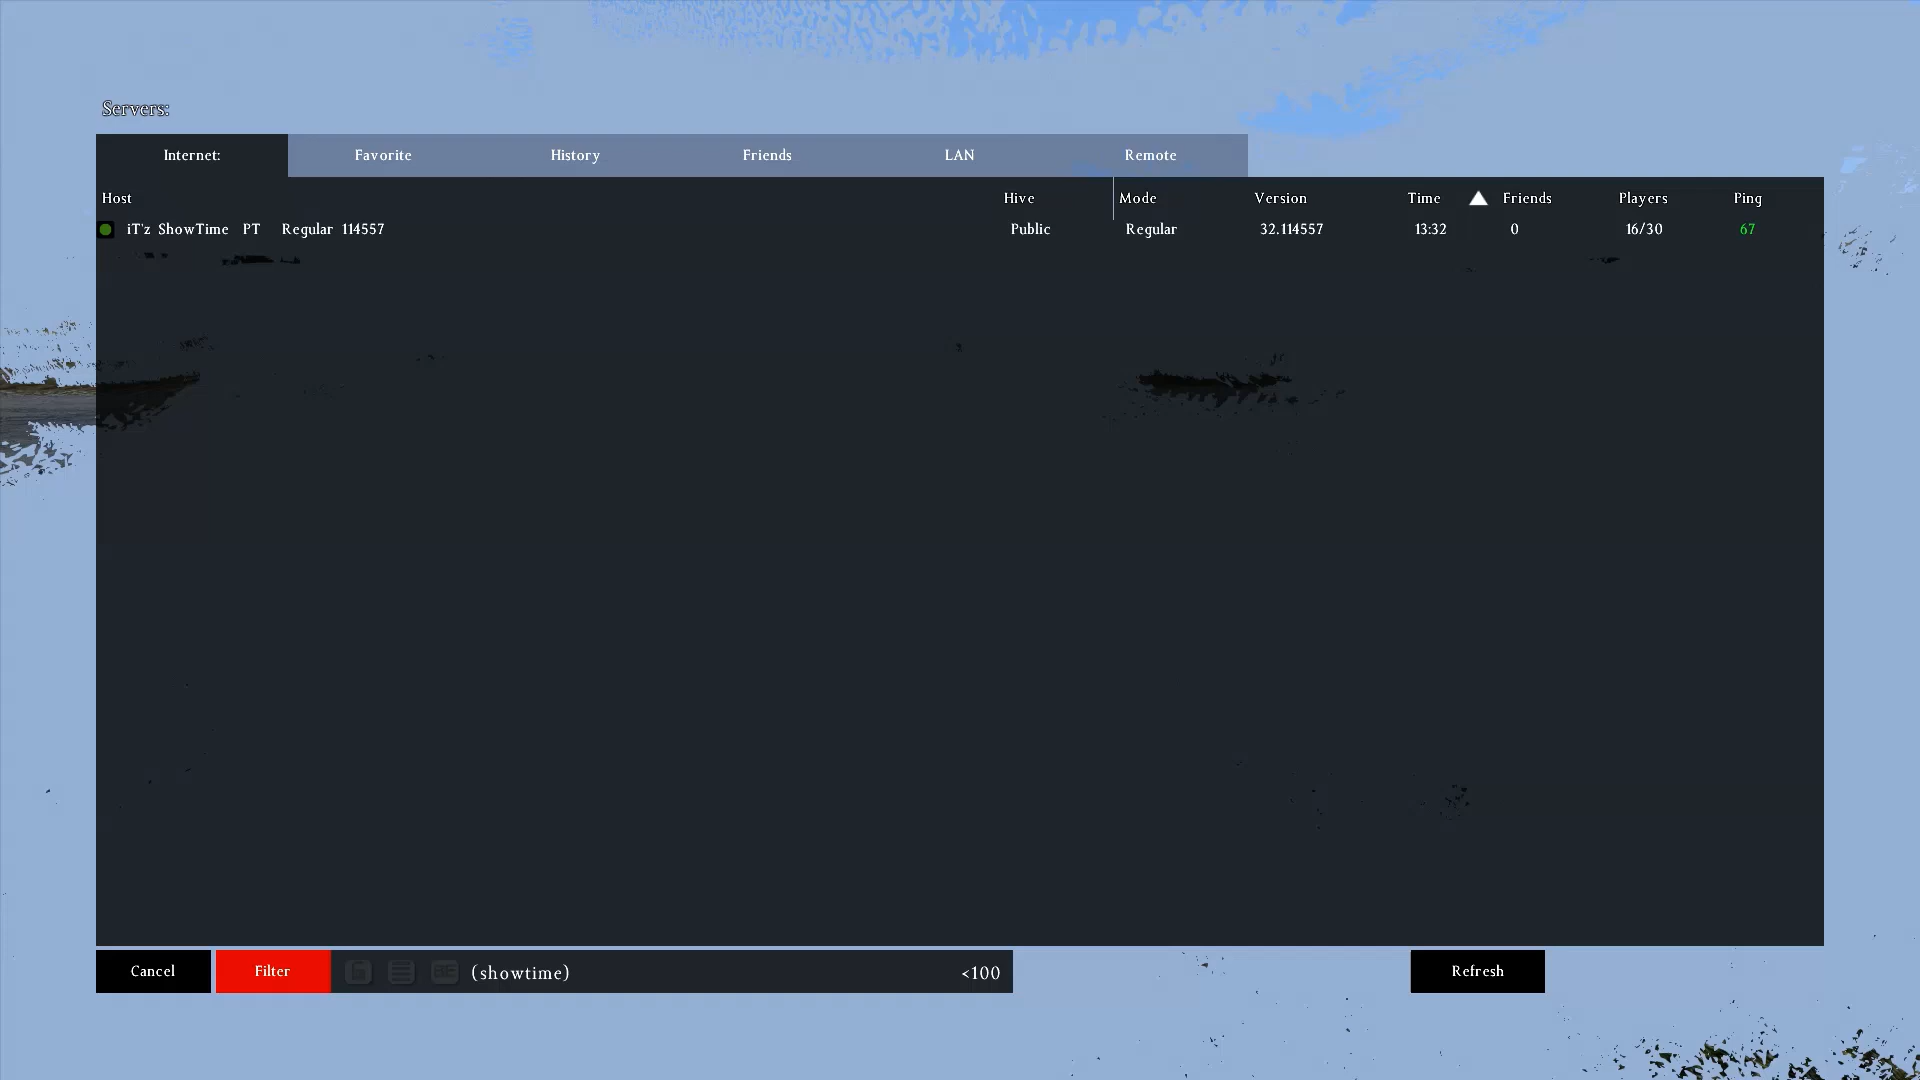 Servers:
Internet: Favorite History Friends LAN Remote
Host Hive Mode Version Time Friends Players Ping
iT'z ShowTime PT Regular 114557 Public Regular 32.114557 13:32 0 16/30 67
Cancel Filter BE (showtime) <100 Refresh